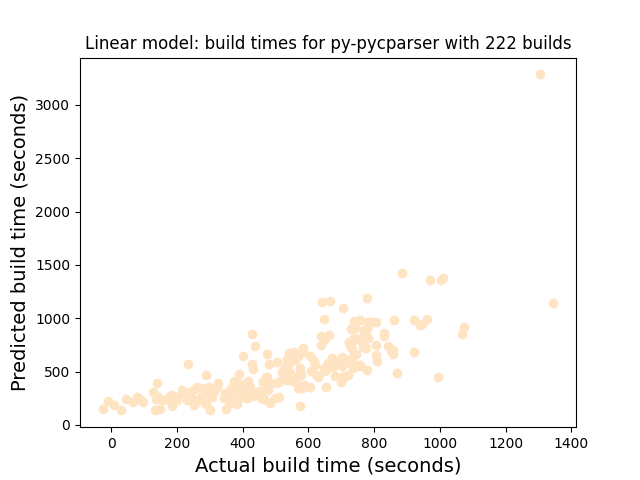 Linear model: build times for py-pycparser with 222 builds
Predicted build time (seconds)
3000
2500
2000
1500
1000
500
0
0 200 400 600 800 1000 1200 1400
Actual build time (seconds)